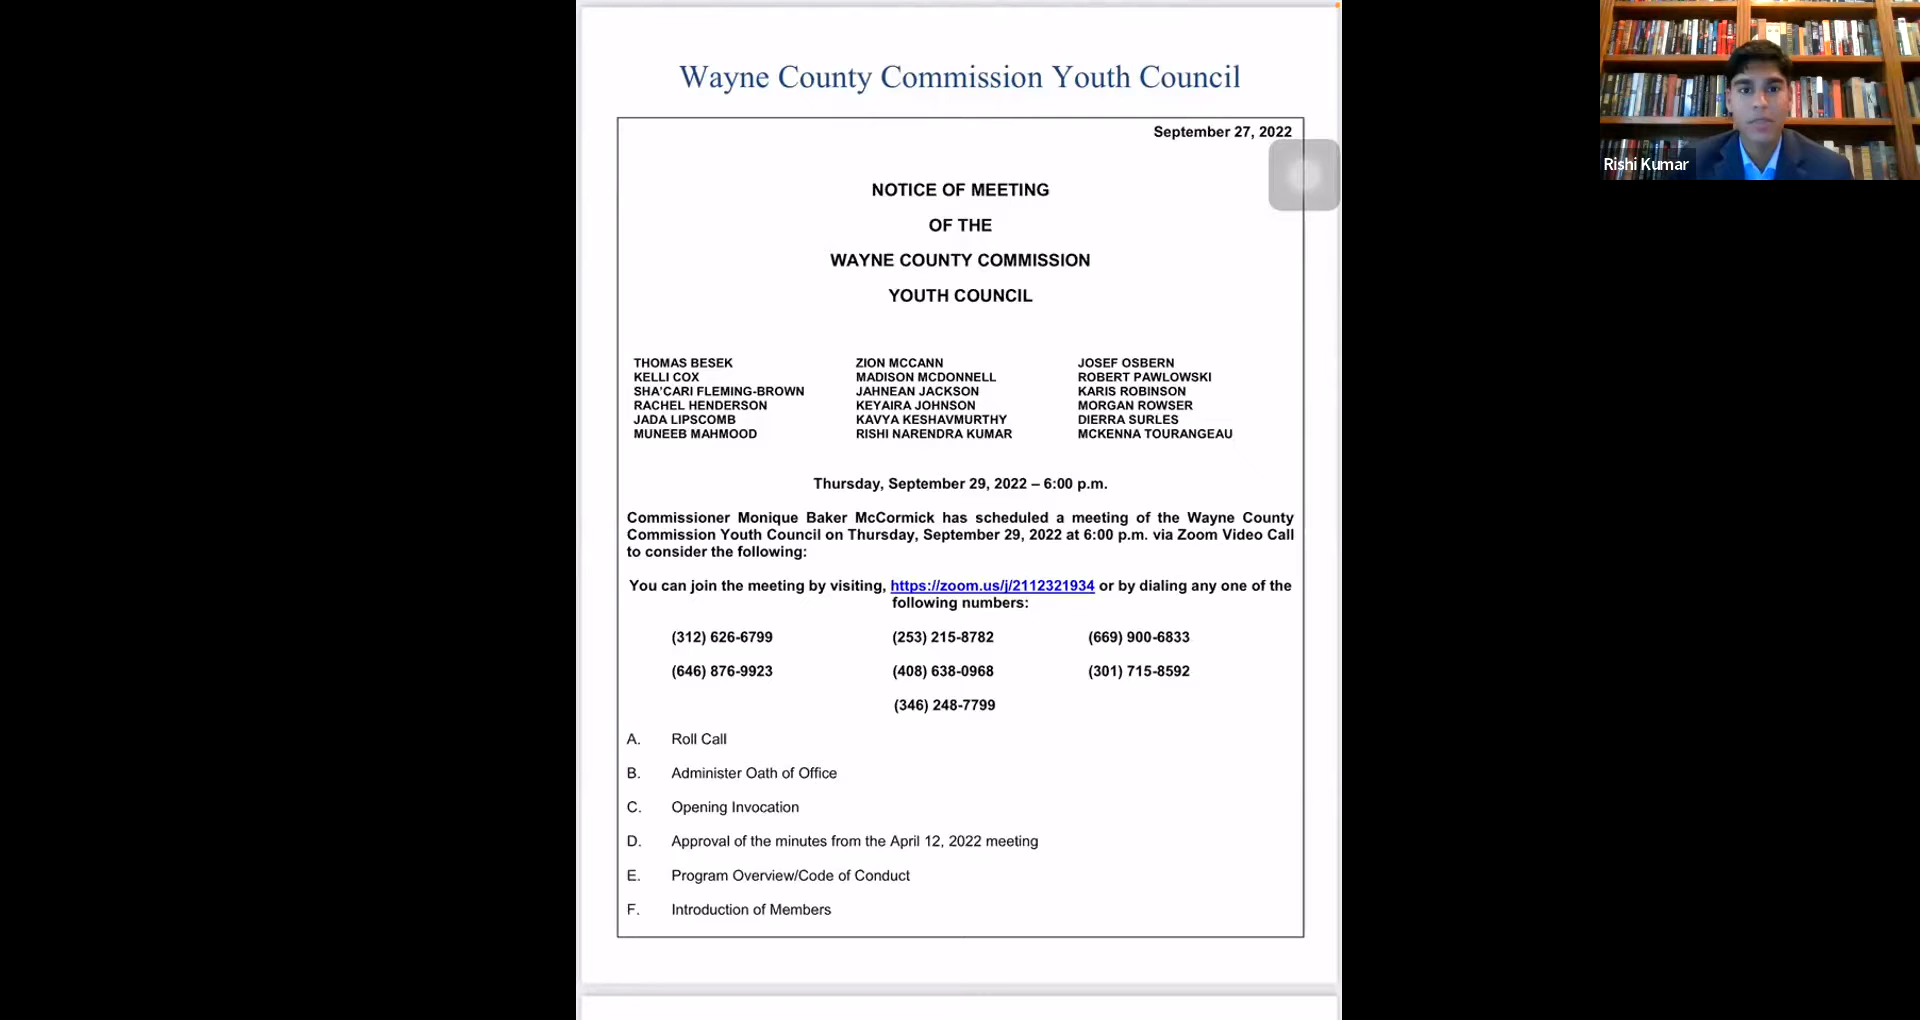 Wayne County Commission Youth Council
September 27, 2022
NOTICE OF MEETING
OF THE
WAYNE COUNTY COMMISSION
YOUTH COUNCIL
THOMAS BESEK ZION MCCANN JOSEF OSBERN
KELLI COX MADISON MCDONNELL ROBERT PAWLOWSKI
SHA'CARI FLEMING-BROWN JAHNEAN JACKSON KARIS ROBINSON
RACHEL HENDERSON KEYAIRA JOHNSON MORGAN ROWSER
JADA LIPSCOMB KAVYA KESHAVMURTHY DIERRA SURLES
MUNEEB MAHMOOD RISHI NARENDRA KUMAR MCKENNA TOURANGEAU
Thursday, September 29, 2022 – 6:00 p.m.
Commissioner Monique Baker McCormick has scheduled a meeting of the Wayne County
Commission Youth Council on Thursday, September 29, 2022 at 6:00 p.m. via Zoom Video Call
to consider the following:
You can join the meeting by visiting, https://zoom.us/j/2112321934 or by dialing any one of the
following numbers:
(312) 626-6799 (253) 215-8782 (669) 900-6833
(646) 876-9923 (408) 638-0968 (301) 715-8592
(346) 248-7799
A. Roll Call
B. Administer Oath of Office
C. Opening Invocation
D. Approval of the minutes from the April 12, 2022 meeting
E. Program Overview/Code of Conduct
F. Introduction of Members
Rishi Kumar